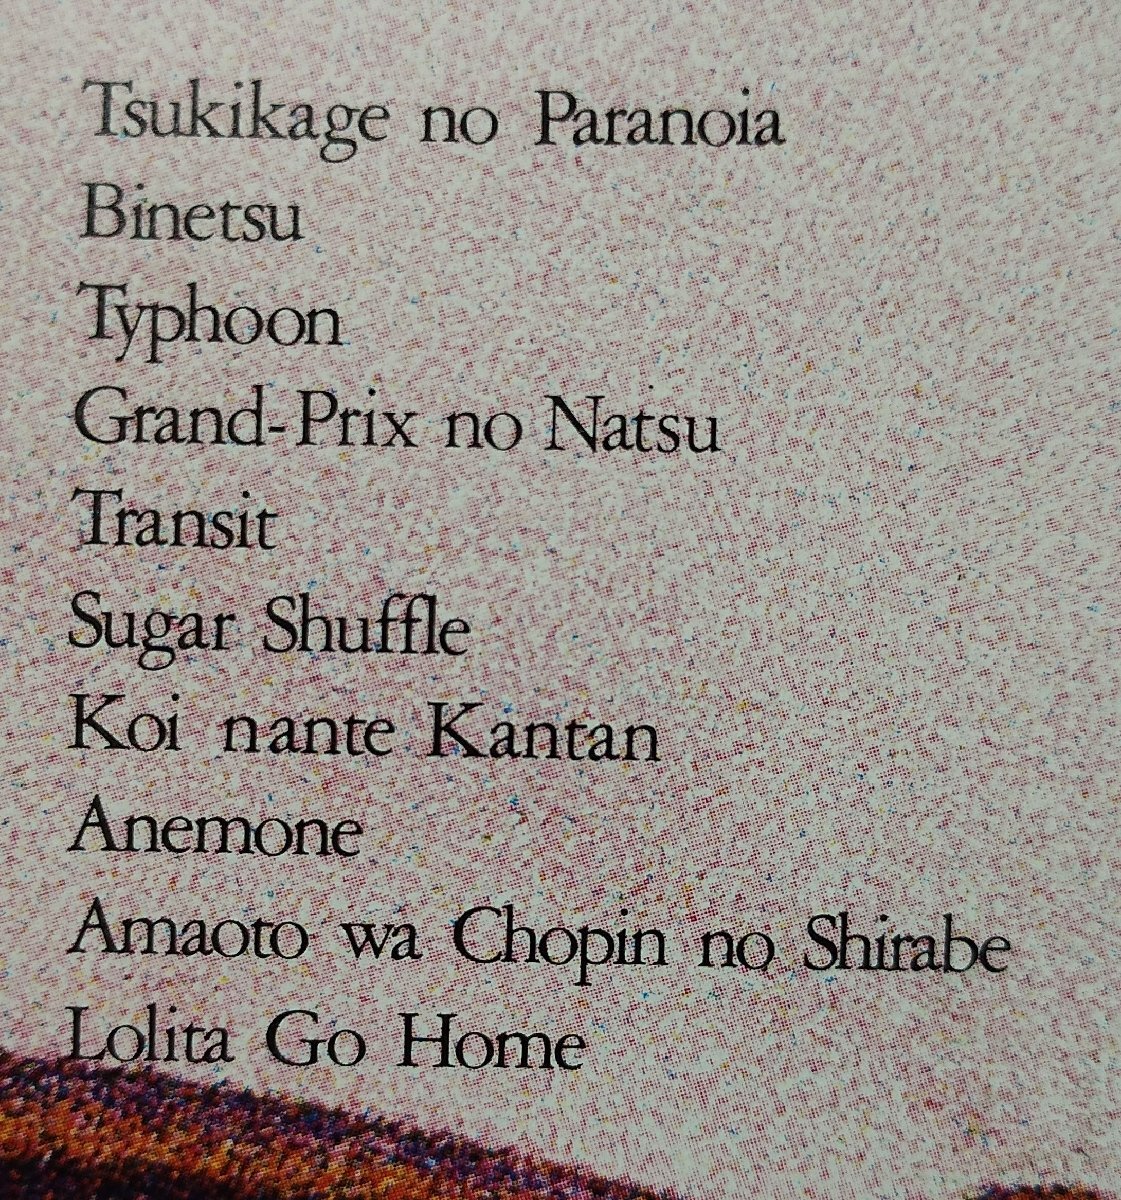 Tsukikage no Paranoia
Binetsu
Typhoon
Grand-Prix no Natsu
Transit
Sugar Shuffle
Koi nante Kantan
Anemone
Amaoto wa Chopin no Shirabe
Lolita Go Home